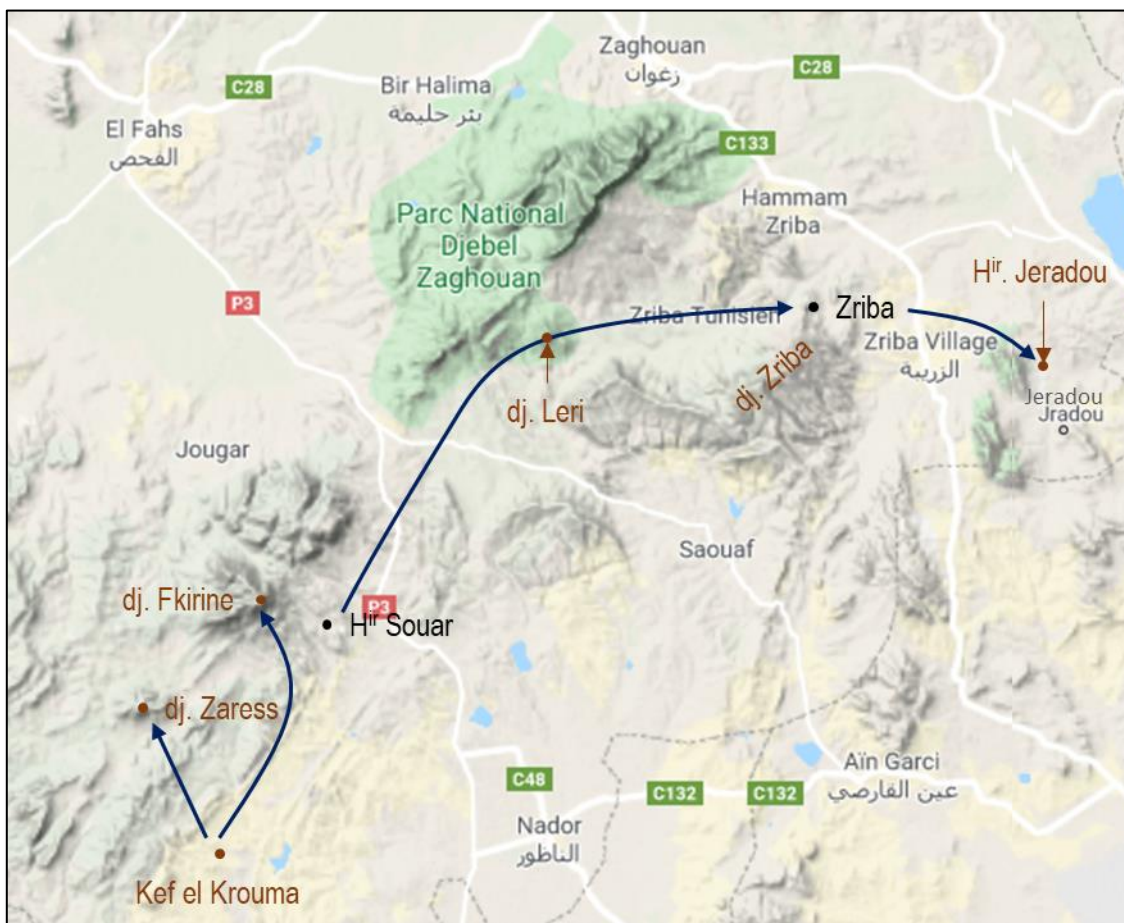 Zaghouan
زغوان
C28
C28
Bir Halima
بئر حليمة
El Fahs
الفحص
C133
Parc National
Djebel
Zaghouan
Hammam
Zriba
Hir. Jeradou
P3
Zriba Tunisien
Zriba
dj. Zriba
Zriba Village
الزريبة
dj. Leri
Jeradou
Jradou
Jougar
Saouaf
dj. Fkirine
P3
Hir Souar
dj. Zaress
Aïn Garci
عين القارصي
C48
C132
C132
Nador
الناظور
Kef el Krouma